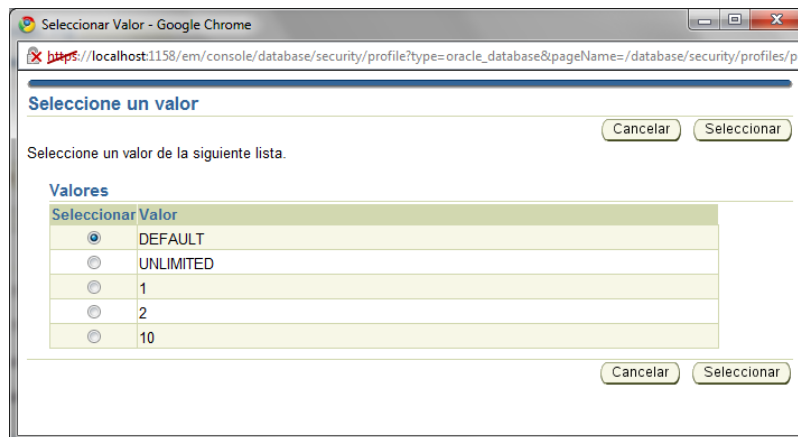 Seleccionar Valor - Google Chrome
https://localhost:1158/em/console/database/security/profile?type=oracle_database&pageName=/database/security/profiles/p
Seleccione un valor
Cancelar Seleccionar
Seleccione un valor de la siguiente lista.
Valores
Seleccionar Valor
DEFAULT
UNLIMITED
1
2
10
Cancelar Seleccionar